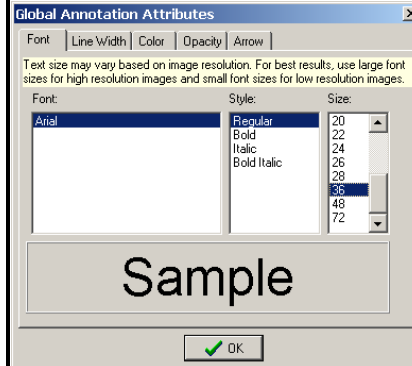 Global Annotation Attributes
Font Line Width Color Opacity Arrow
Text size may vary based on image resolution. For best results, use large font
sizes for high resolution images and small font sizes for low resolution images.
Font: Style: Size:
Arial Regular 20
Bold 22
Italic 24
Bold Italic 26
28
36
48
72
Sample
OK